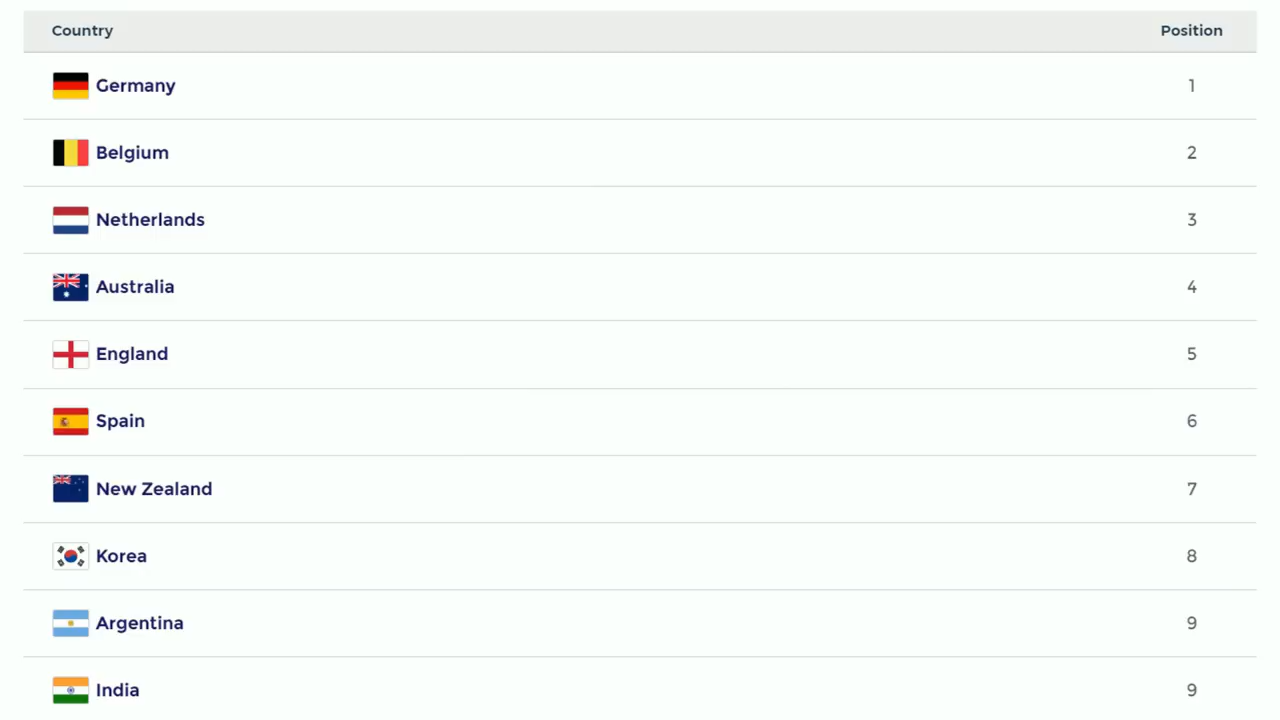 Country Position
Germany 1
Belgium 2
Netherlands 3
Australia 4
England 5
Spain 6
New Zealand 7
Korea 8
Argentina 9
India 9